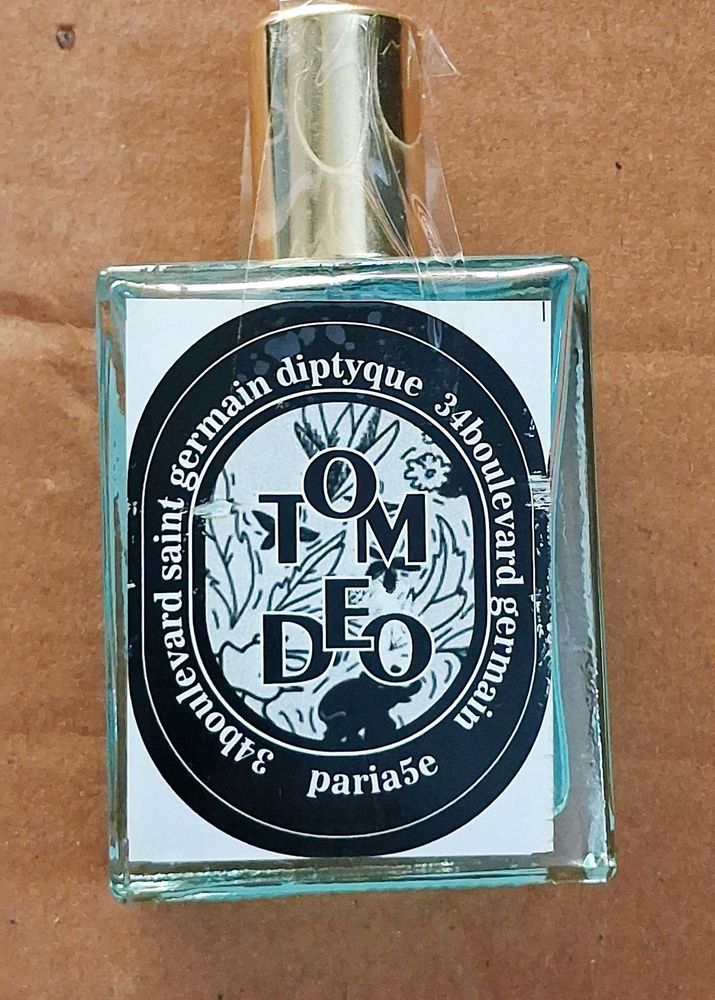 34boulevard saint germain diptyque 34boulevard germain
TOM
DEO
paria5e